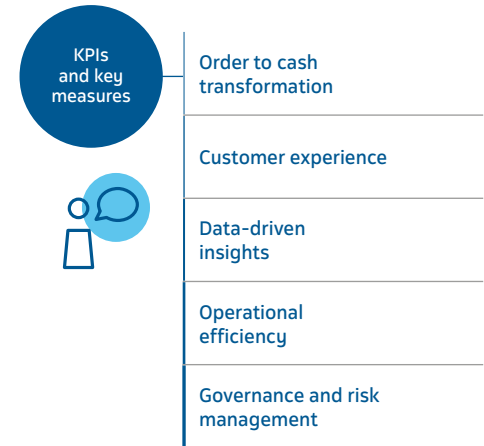 KPIs
and key
measures
Order to cash
transformation
Customer experience
Data-driven
insights
Operational
efficiency
Governance and risk
management